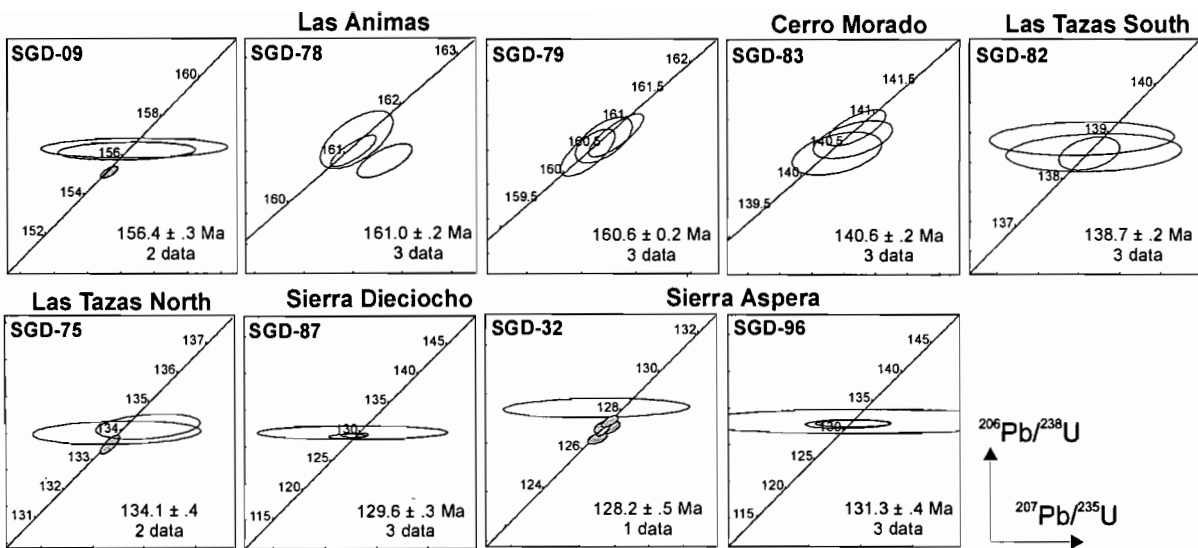 Las Animas
Cerro Morado
Las Tazas South
SGD-09
160
158
156
154
152
156.4 ± .3 Ma
2 data
SGD-78
163
162
161
160
161.0 ± .2 Ma
3 data
SGD-79
162
161.5
161
160.5
160
159.5
160.6 ± 0.2 Ma
3 data
SGD-83
141.5
141
140.5
140
139.5
140.6 ± .2 Ma
3 data
SGD-82
140
139
138
137
138.7 ± .2 Ma
3 data
Las Tazas North
Sierra Dieciocho
Sierra Aspera
SGD-75
137
136
135
134
133
132
131
134.1 ± .4
2 data
SGD-87
145
140
135
130
125
120
115
129.6 ± .3 Ma
3 data
SGD-32
132
130
128
126
124
128.2 ± .5 Ma
1 data
SGD-96
145
140
135
130
125
120
115
131.3 ± .4 Ma
3 data
²⁰⁶Pb/²³⁸U
²⁰⁷Pb/²³⁵U